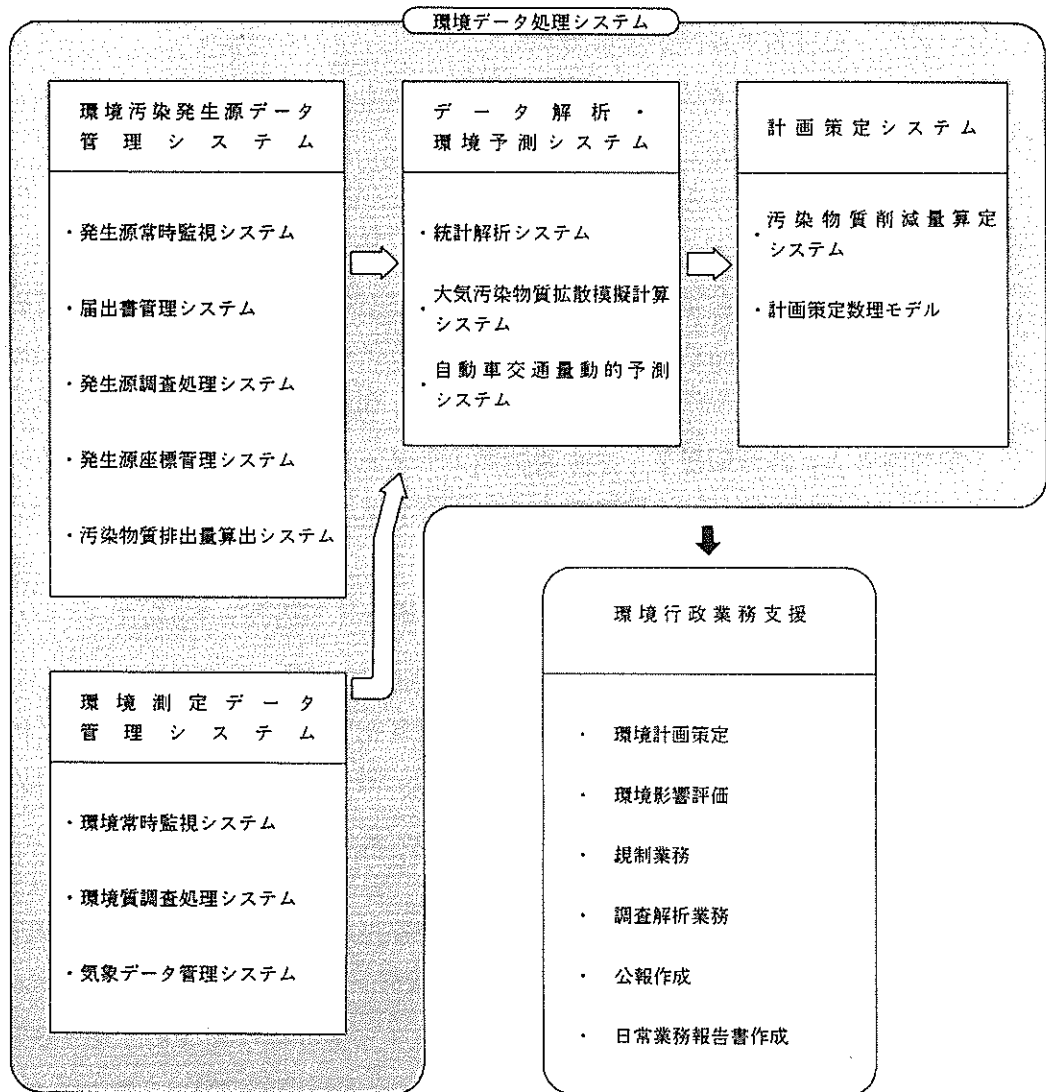 環境データ処理システム
環境汚染発生源データ
管理システム
・発生源常時監視システム
・届出書管理システム
・発生源調査処理システム
・発生源座標管理システム
・汚染物質排出量算出システム
環境測定データ
管理システム
・環境常時監視システム
・環境質調査処理システム
・気象データ管理システム
データ解析・
環境予測システム
・統計解析システム
・大気汚染物質拡散模擬計算
システム
・自動車交通量動的予測
システム
計画策定システム
・汚染物質削減量算定
システム
・計画策定数理モデル
環境行政業務支援
・環境計画策定
・環境影響評価
・規制業務
・調査解析業務
・公報作成
・日常業務報告書作成